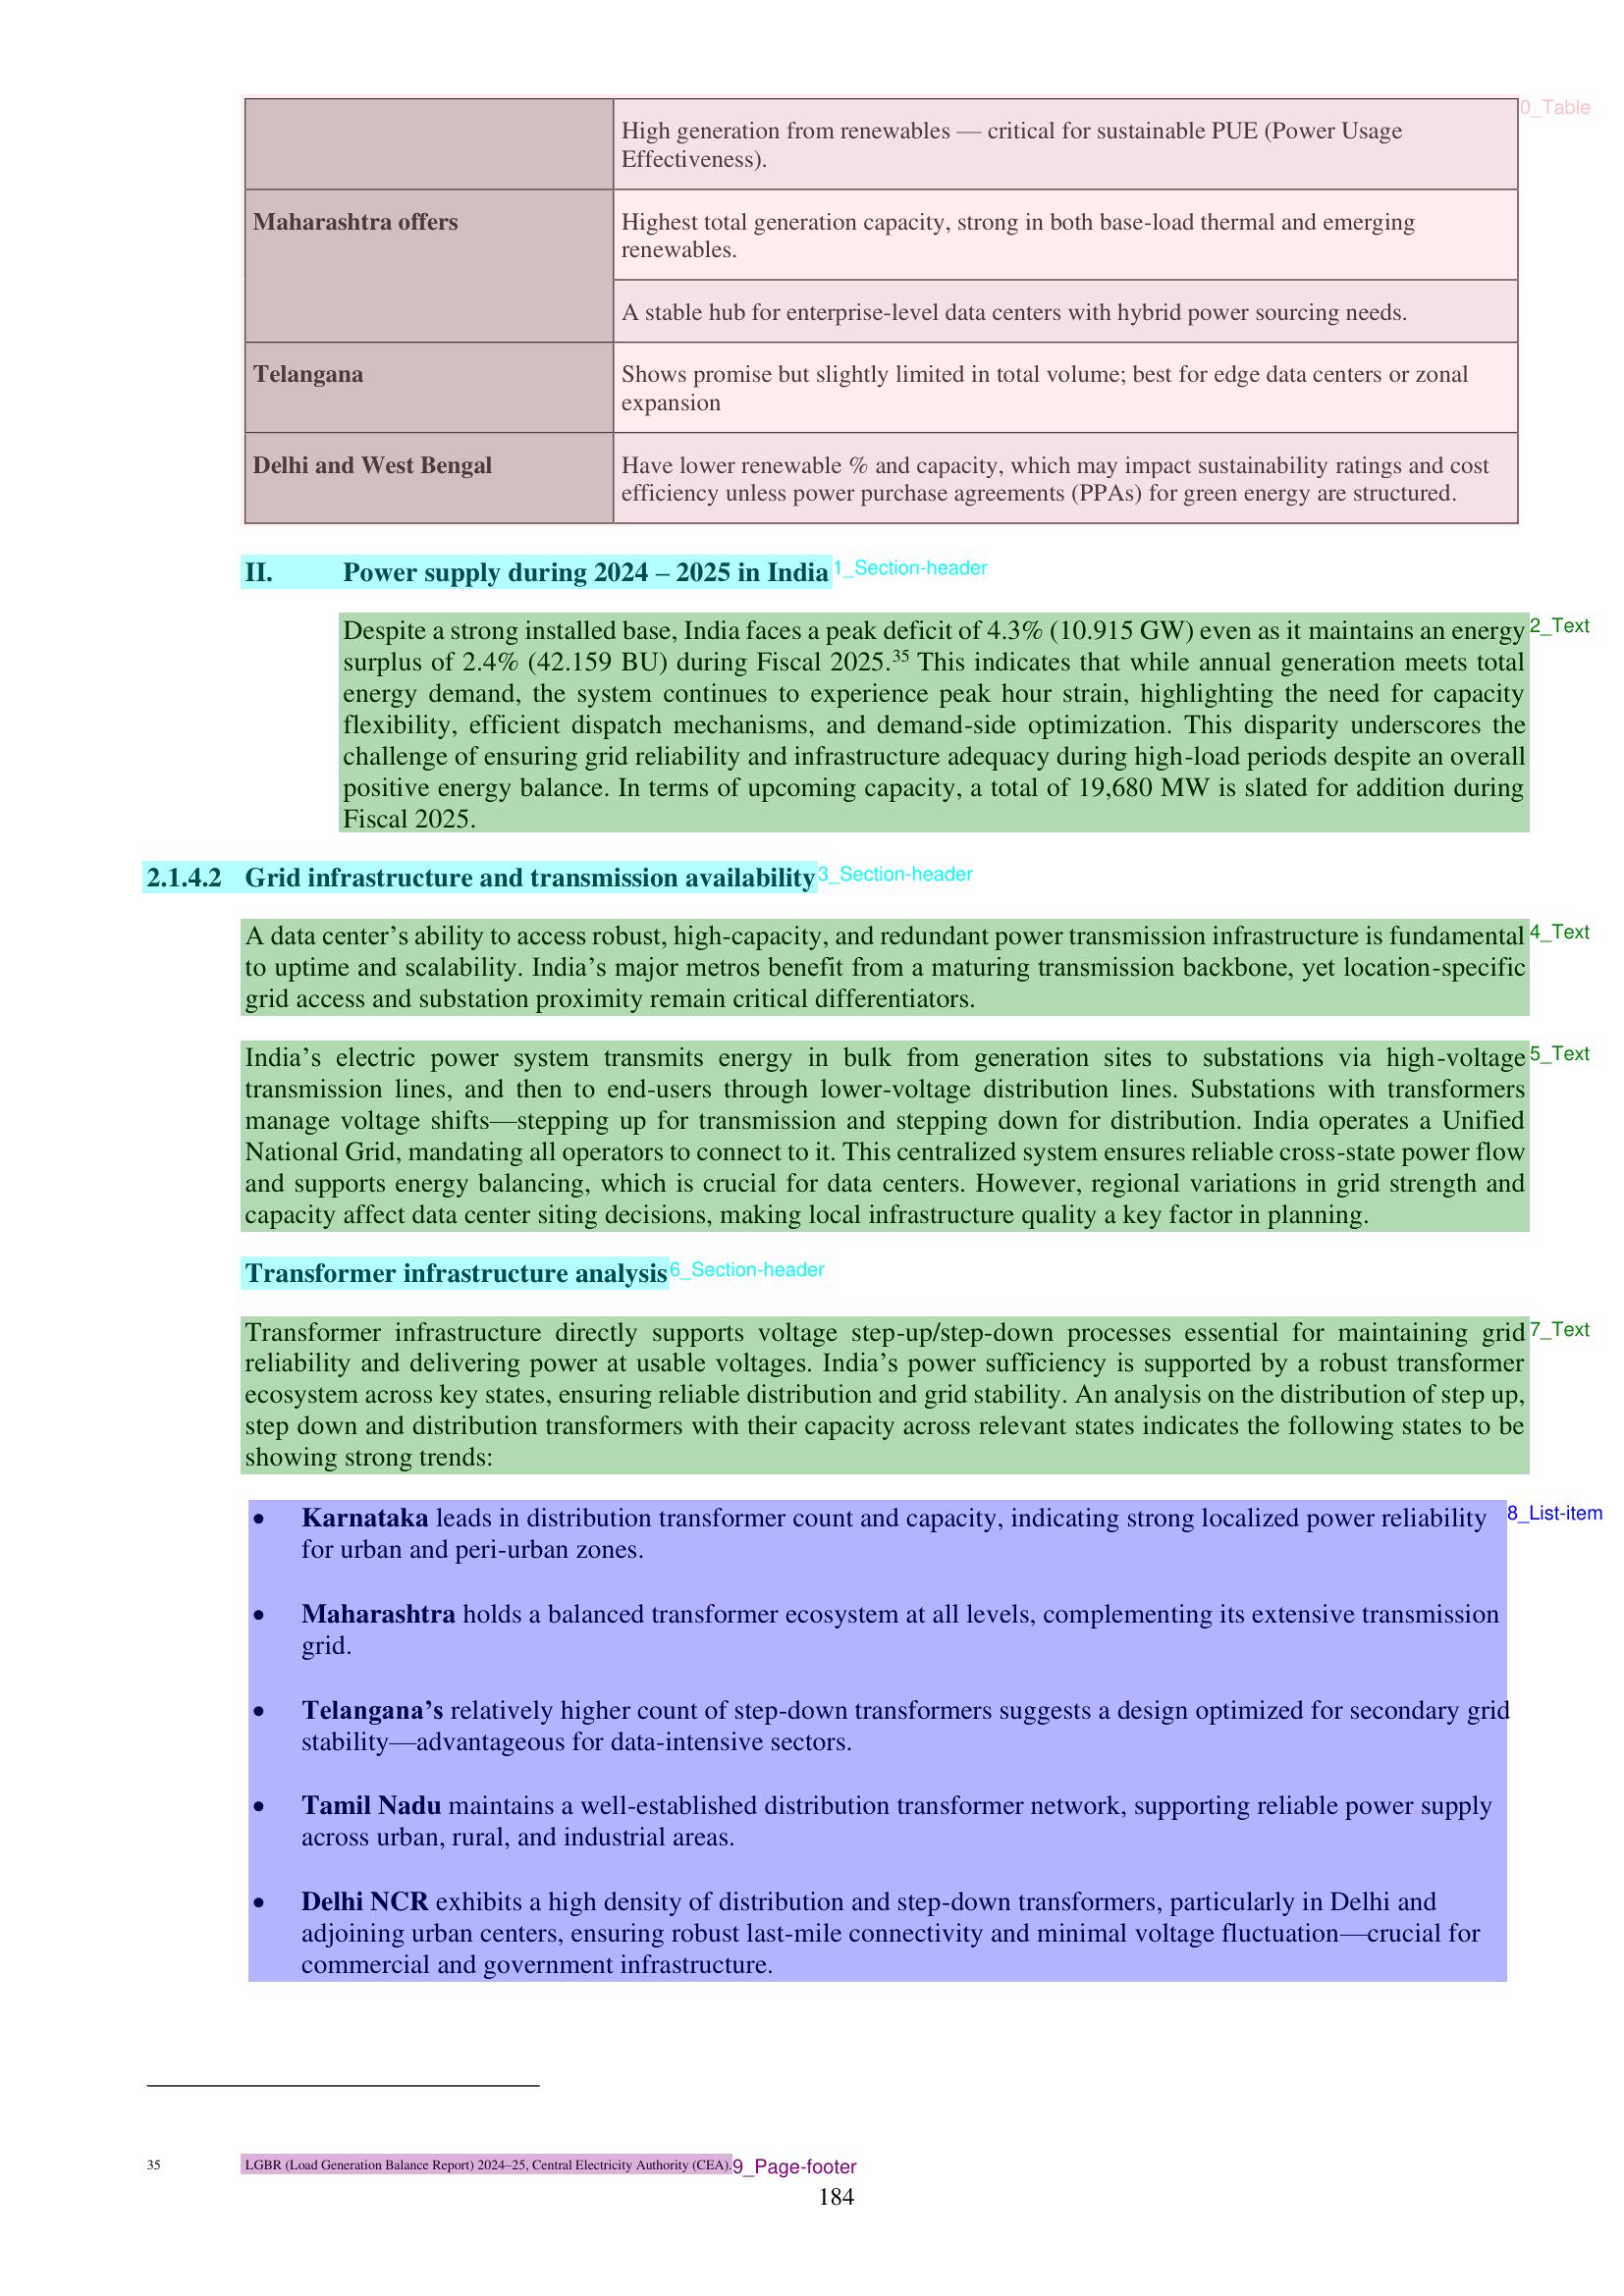 0_Table
High generation from renewables — critical for sustainable PUE (Power Usage
Effectiveness).
Maharashtra offers
Highest total generation capacity, strong in both base-load thermal and emerging
renewables.
A stable hub for enterprise-level data centers with hybrid power sourcing needs.
Telangana
Shows promise but slightly limited in total volume; best for edge data centers or zonal
expansion
Delhi and West Bengal
Have lower renewable % and capacity, which may impact sustainability ratings and cost
efficiency unless power purchase agreements (PPAs) for green energy are structured.
II. Power supply during 2024 – 2025 in India 1_Section-header
Despite a strong installed base, India faces a peak deficit of 4.3% (10.915 GW) even as it maintains an energy 2_Text
surplus of 2.4% (42.159 BU) during Fiscal 2025.35 This indicates that while annual generation meets total
energy demand, the system continues to experience peak hour strain, highlighting the need for capacity
flexibility, efficient dispatch mechanisms, and demand-side optimization. This disparity underscores the
challenge of ensuring grid reliability and infrastructure adequacy during high-load periods despite an overall
positive energy balance. In terms of upcoming capacity, a total of 19,680 MW is slated for addition during
Fiscal 2025.
2.1.4.2 Grid infrastructure and transmission availability 3_Section-header
A data center’s ability to access robust, high-capacity, and redundant power transmission infrastructure is fundamental 4_Text
to uptime and scalability. India’s major metros benefit from a maturing transmission backbone, yet location-specific
grid access and substation proximity remain critical differentiators.
India’s electric power system transmits energy in bulk from generation sites to substations via high-voltage 5_Text
transmission lines, and then to end-users through lower-voltage distribution lines. Substations with transformers
manage voltage shifts—stepping up for transmission and stepping down for distribution. India operates a Unified
National Grid, mandating all operators to connect to it. This centralized system ensures reliable cross-state power flow
and supports energy balancing, which is crucial for data centers. However, regional variations in grid strength and
capacity affect data center siting decisions, making local infrastructure quality a key factor in planning.
Transformer infrastructure analysis 6_Section-header
Transformer infrastructure directly supports voltage step-up/step-down processes essential for maintaining grid 7_Text
reliability and delivering power at usable voltages. India’s power sufficiency is supported by a robust transformer
ecosystem across key states, ensuring reliable distribution and grid stability. An analysis on the distribution of step up,
step down and distribution transformers with their capacity across relevant states indicates the following states to be
showing strong trends:
• Karnataka leads in distribution transformer count and capacity, indicating strong localized power reliability 8_List-item
for urban and peri-urban zones.
• Maharashtra holds a balanced transformer ecosystem at all levels, complementing its extensive transmission
grid.
• Telangana’s relatively higher count of step-down transformers suggests a design optimized for secondary grid
stability—advantageous for data-intensive sectors.
• Tamil Nadu maintains a well-established distribution transformer network, supporting reliable power supply
across urban, rural, and industrial areas.
• Delhi NCR exhibits a high density of distribution and step-down transformers, particularly in Delhi and
adjoining urban centers, ensuring robust last-mile connectivity and minimal voltage fluctuation—crucial for
commercial and government infrastructure.
35 LGBR (Load Generation Balance Report) 2024–25, Central Electricity Authority (CEA). 9_Page-footer
184